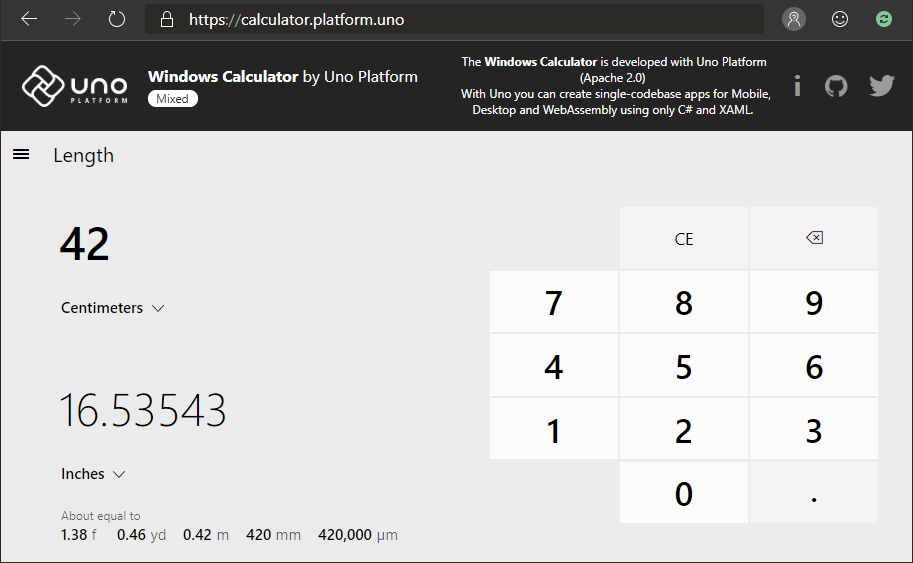 https://calculator.platform.uno
uno
PLATFORM
Windows Calculator by Uno Platform
Mixed
The Windows Calculator is developed with Uno Platform
(Apache 2.0)
With Uno you can create single-codebase apps for Mobile,
Desktop and WebAssembly using only C# and XAML.
i
Length
42
Centimeters
16.53543
Inches
About equal to
1.38 f 0.46 yd 0.42 m 420 mm 420,000 µm
CE
7 8 9
4 5 6
1 2 3
0 .